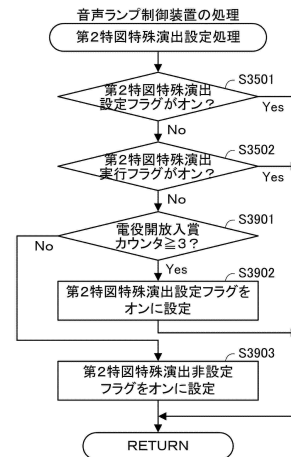 音声ランプ制御装置の処理
第2特図特殊演出設定処理
S3501
第2特図特殊演出
設定フラグがオン?
Yes
No
S3502
第2特図特殊演出
実行フラグがオン?
Yes
No
S3901
電役開放入賞
カウンタ≧3?
No
Yes
S3902
第2特図特殊演出設定フラグを
オンに設定
S3903
第2特図特殊演出非設定
フラグをオンに設定
RETURN